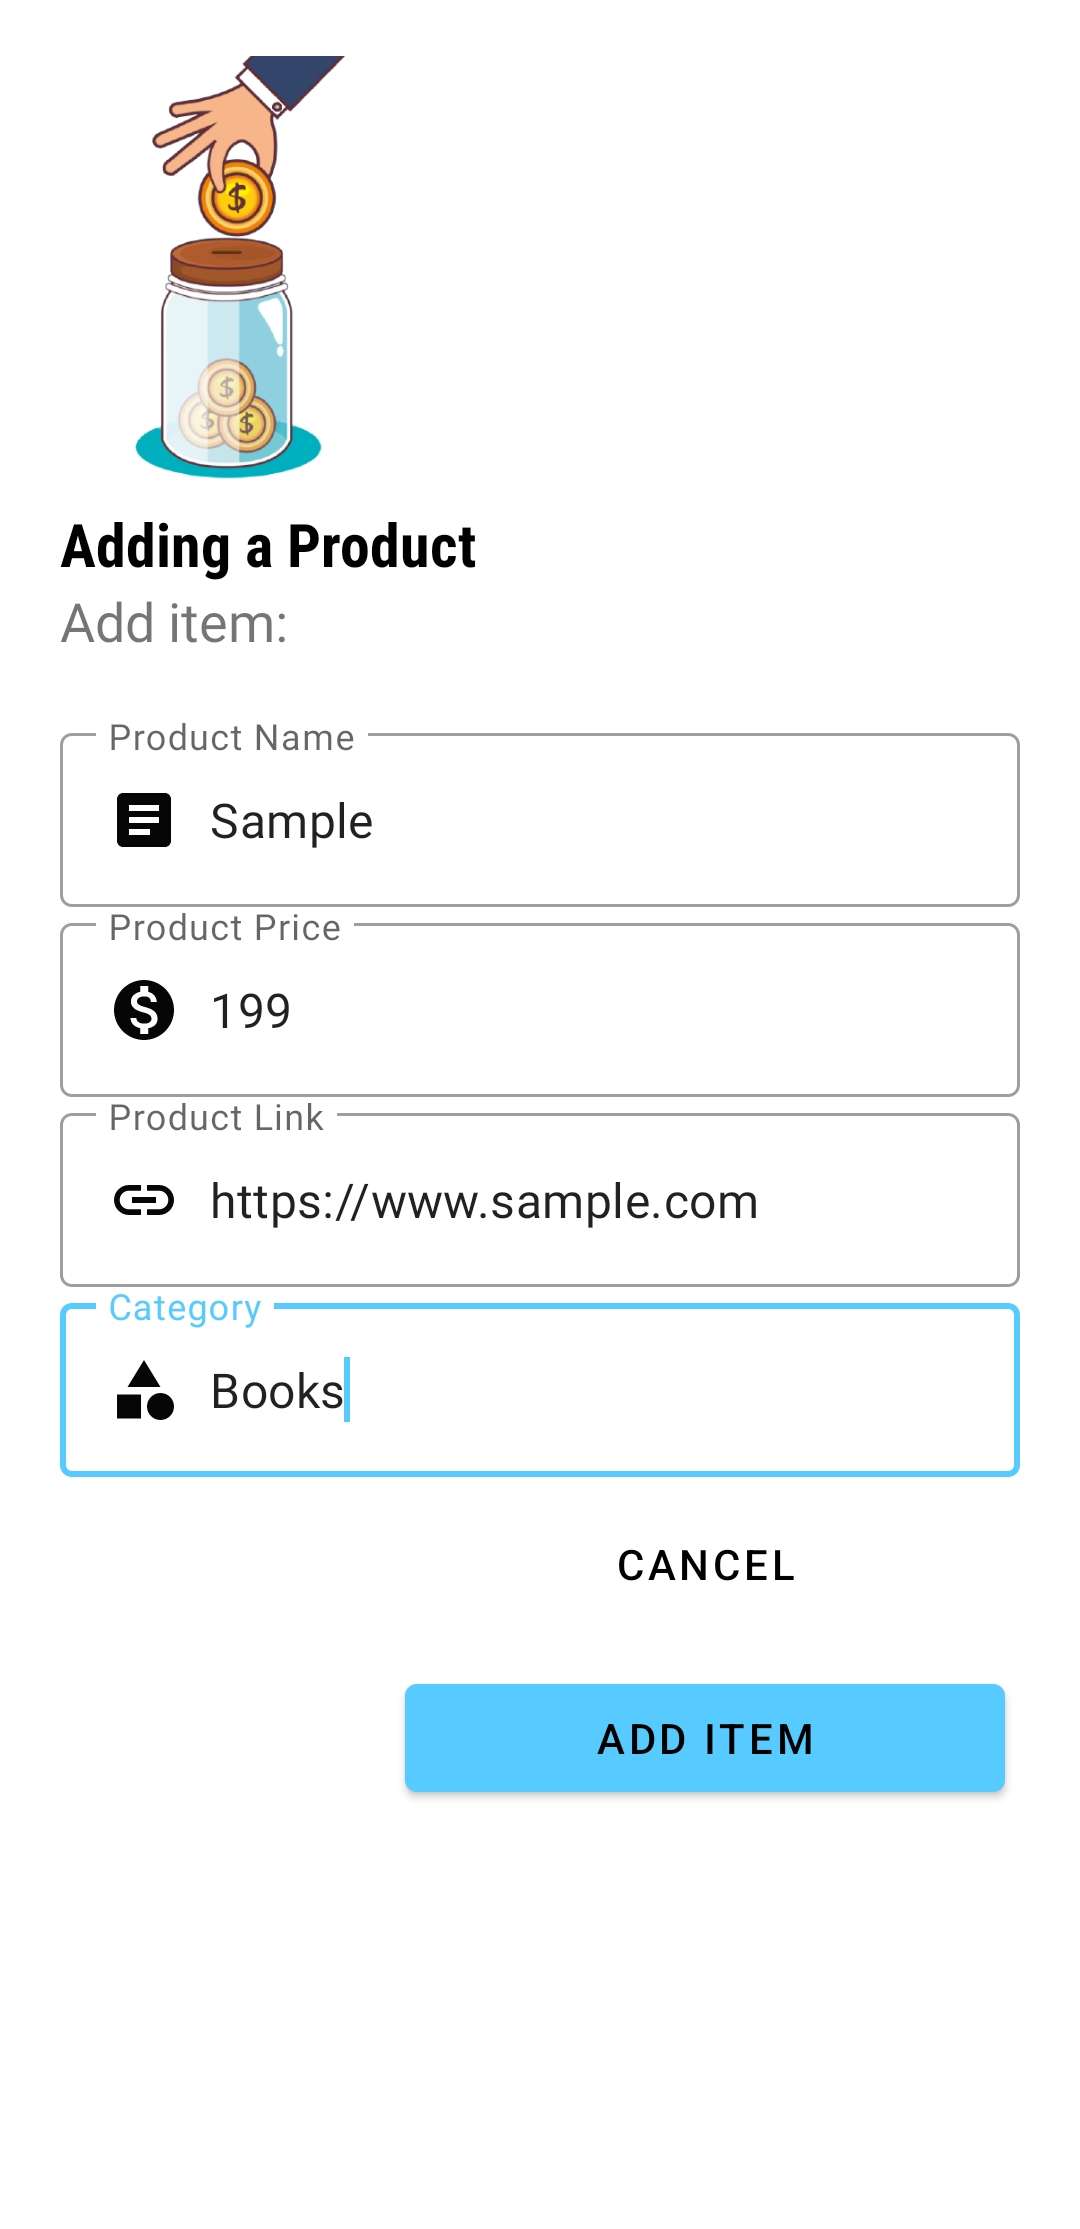 $
$
$
$
Adding a Product
Add item:
Product Name
Sample
Product Price
199
Product Link
https://www.sample.com
Category
Books
CANCEL
ADD ITEM